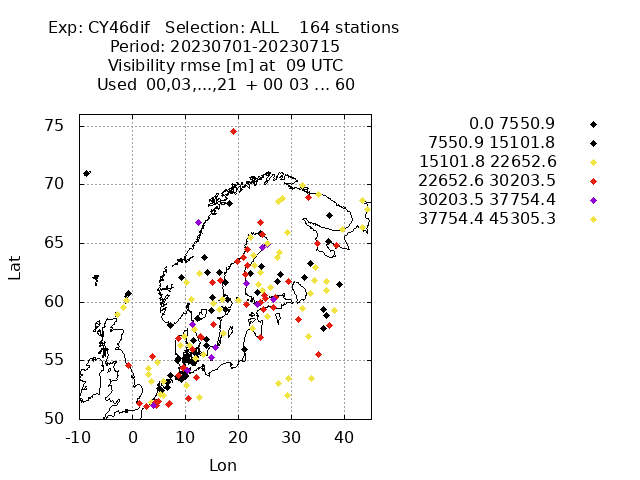 Exp: CY46dif Selection: ALL 164 stations
Period: 20230701-20230715
Visibility rmse [m] at 09 UTC
Used 00,03,...,21 + 00 03 ... 60
0.0 7550.9
7550.9 15101.8
15101.8 22652.6
22652.6 30203.5
30203.5 37754.4
37754.4 45305.3
75
70
65
60
55
50
Lat
-10 0 10 20 30 40
Lon